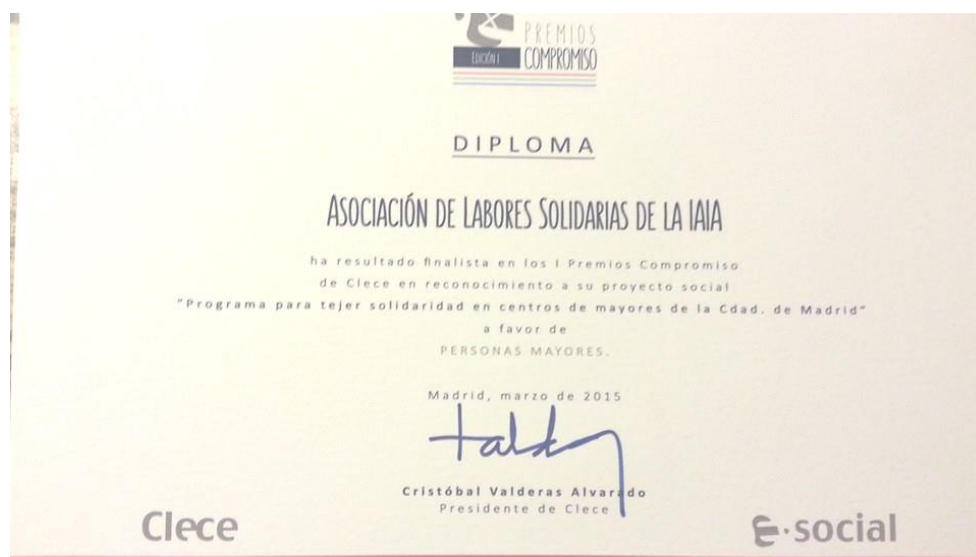 PREMIOS
EDICIÓN I COMPROMISO
DIPLOMA
ASOCIACIÓN DE LABORES SOLIDARIAS DE LA IAIA
ha resultado finalista en los I Premios Compromiso
de Clece en reconocimiento a su proyecto social
"Programa para tejer solidaridad en centros de mayores de la Cdad. de Madrid"
a favor de
PERSONAS MAYORES.
Madrid, marzo de 2015
Cristóbal Valderas Alvarado
Presidente de Clece
Clece
e·social